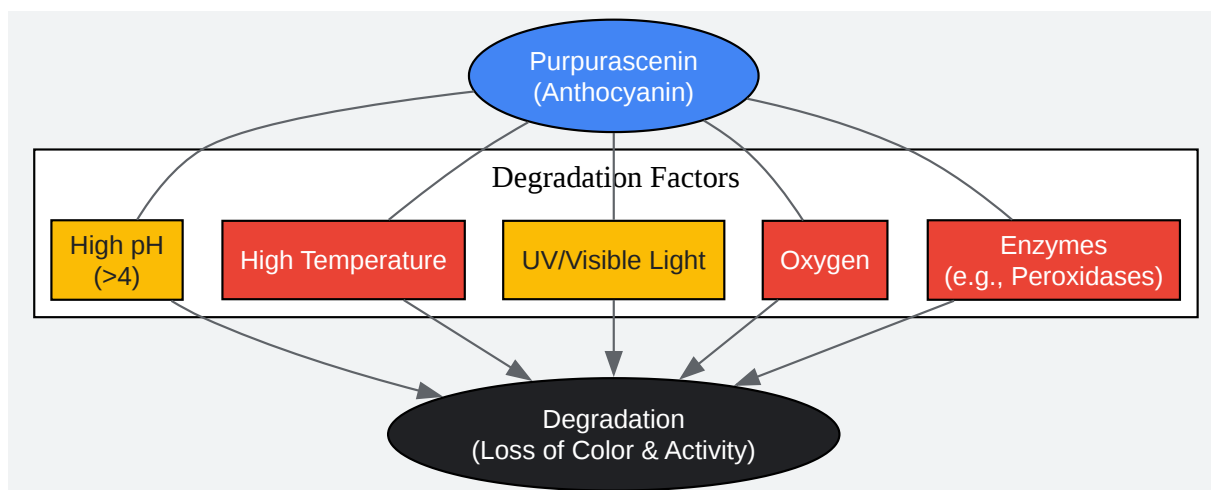 Purpurascenin
(Anthocyanin)
Degradation Factors
High pH
(>4)
High Temperature
UV/Visible Light
Oxygen
Enzymes
(e.g., Peroxidases)
Degradation
(Loss of Color & Activity)